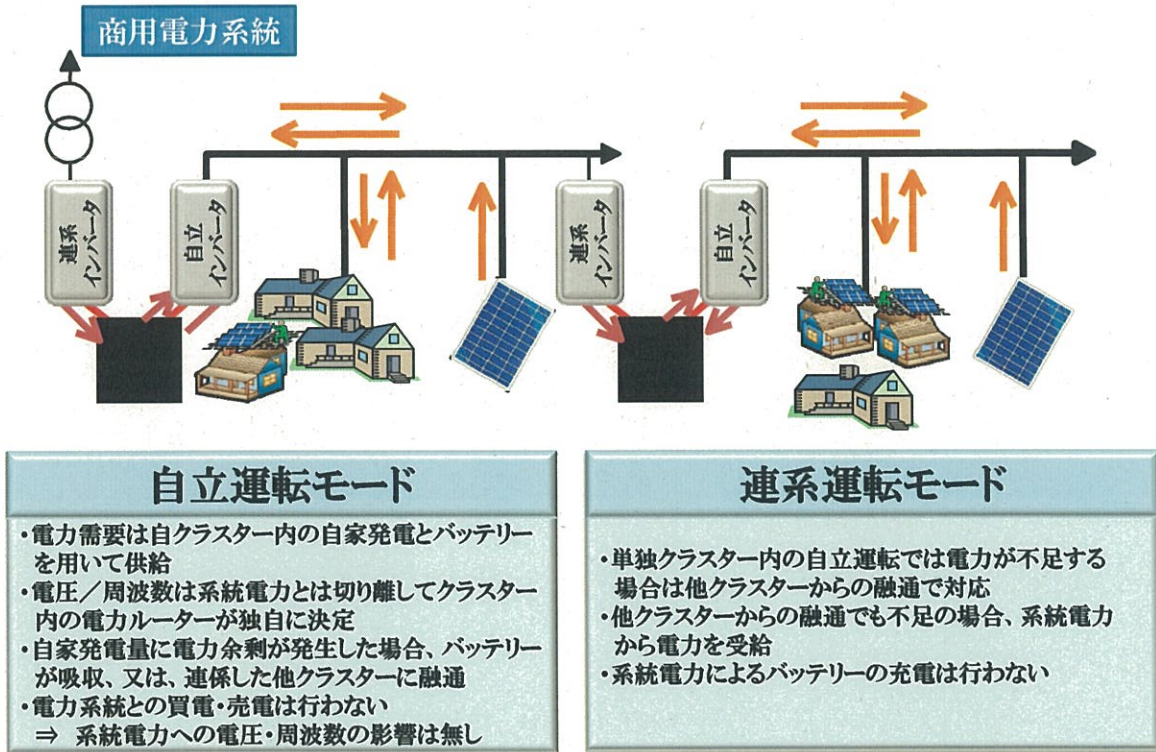 商用電力系統
連系
インバータ
自立
インバータ
連系
インバータ
自立
インバータ
自立運転モード
・電力需要は自クラスター内の自家発電とバッテリー
を用いて供給
・電圧／周波数は系統電力とは切り離してクラスター
内の電力ルーターが独自に決定
・自家発電量に電力余剰が発生した場合、バッテリー
が吸収、又は、連係した他クラスターに融通
・電力系統との買電・売電は行わない
⇒ 系統電力への電圧・周波数の影響は無し
連系運転モード
・単独クラスター内の自立運転では電力が不足する
場合は他クラスターからの融通で対応
・他クラスターからの融通でも不足の場合、系統電力
から電力を受給
・系統電力によるバッテリーの充電は行わない